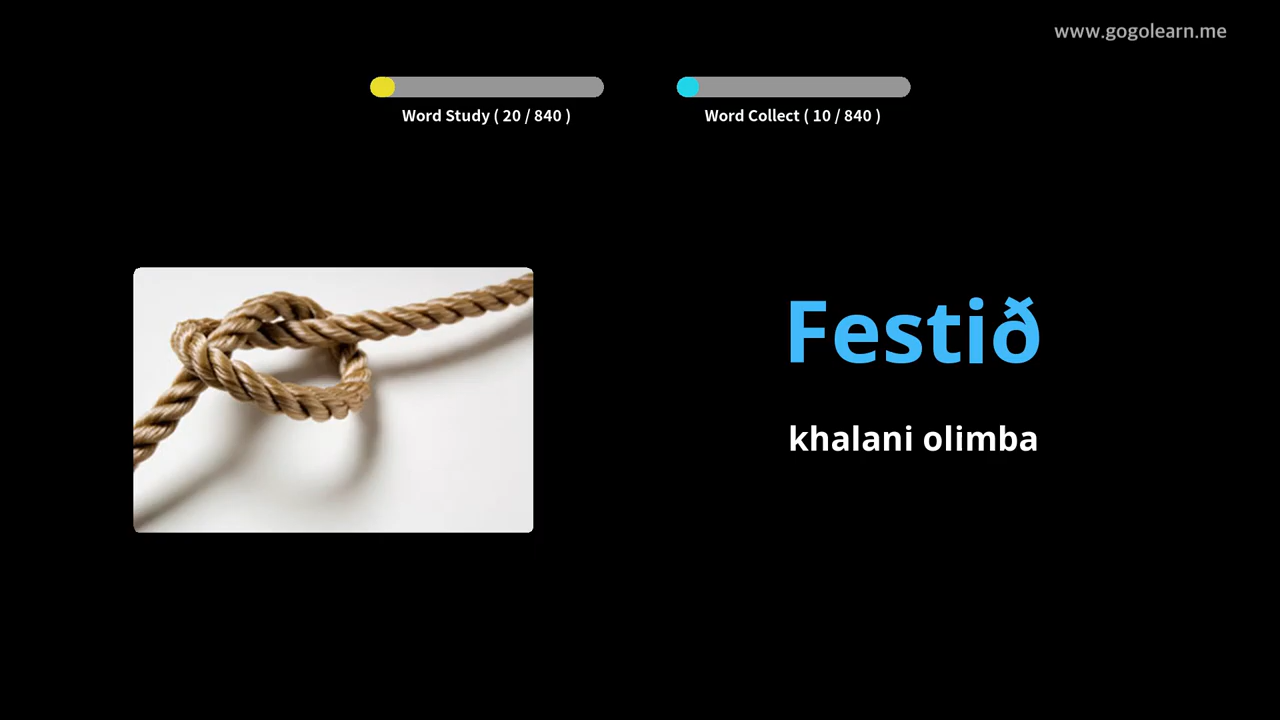 www.gogolearn.me
Word Study ( 20 / 840 )
Word Collect ( 10 / 840 )
Festið
khalani olimba